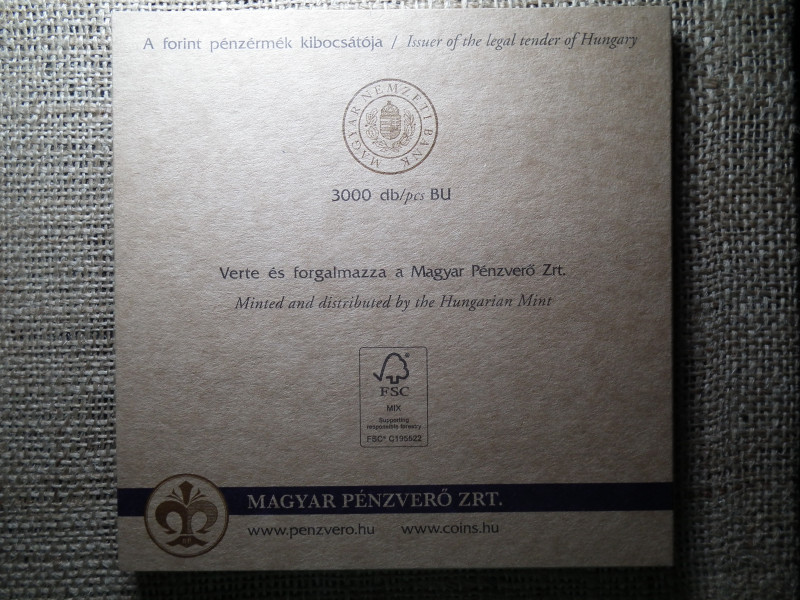 A forint pénzérmék kibocsátója / Issuer of the legal tender of Hungary
MAGYAR NEMZETI BANK
3000 db/pcs BU
Verte és forgalmazza a Magyar Pénzverő Zrt.
Minted and distributed by the Hungarian Mint
FSC
MIX
Supporting
responsible forestry
FSC® C195522
MAGYAR PÉNZVERŐ ZRT.
www.penzvero.hu www.coins.hu